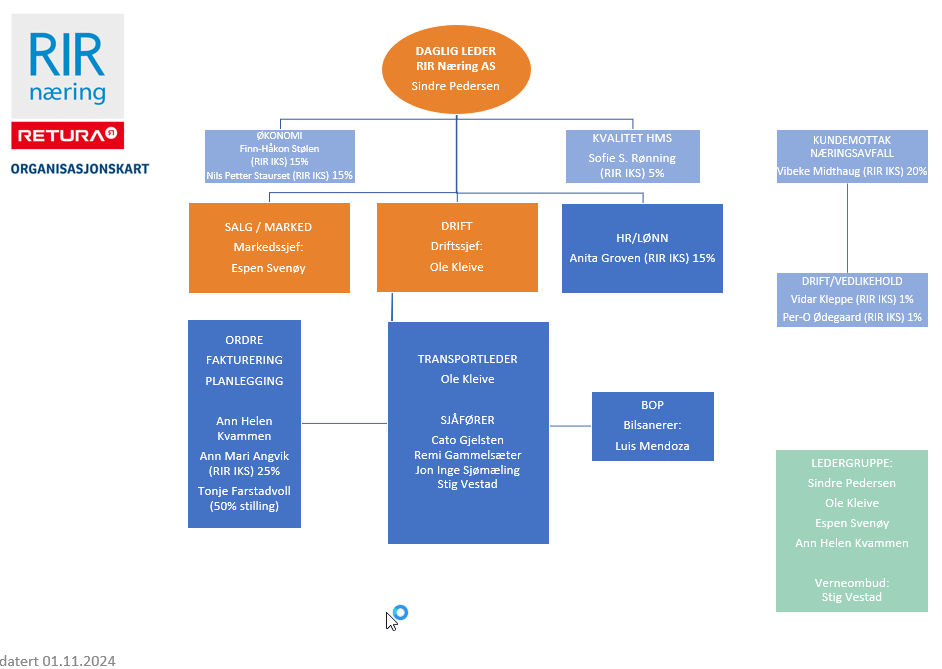 RIR
næring
RETURA
ORGANISASJONSKART
DAGLIG LEDER
RIR Næring AS
Sindre Pedersen
ØKONOMI
Finn-Håkon Stølen
(RIR IKS) 15%
Nils Petter Staurset (RIR IKS) 15%
KVALITET HMS
Sofie S. Rønning
(RIR IKS) 5%
KUNDEMOTTAK
NÆRINGSAVFALL
Vibeke Midthaug (RIR IKS) 20%
SALG / MARKED
Markedssjef:
Espen Svenøy
DRIFT
Driftssjef:
Ole Kleive
HR/LØNN
Anita Groven (RIR IKS) 15%
DRIFT/VEDLIKEHOLD
Vidar Kleppe (RIR IKS) 1%
Per-O Ødegaard (RIR IKS) 1%
ORDRE
FAKTURERING
PLANLEGGING
Ann Helen
Kvammen
Ann Mari Angvik
(RIR IKS) 25%
Tonje Farstadvoll
(50% stilling)
TRANSPORTLEDER
Ole Kleive
SJÅFØRER
Cato Gjelsten
Remi Gammelsæter
Jon Inge Sjømæling
Stig Vestad
BOP
Bilsanerer:
Luis Mendoza
LEDERGRUPPE:
Sindre Pedersen
Ole Kleive
Espen Svenøy
Ann Helen Kvammen
Verneombud:
Stig Vestad
datert 01.11.2024